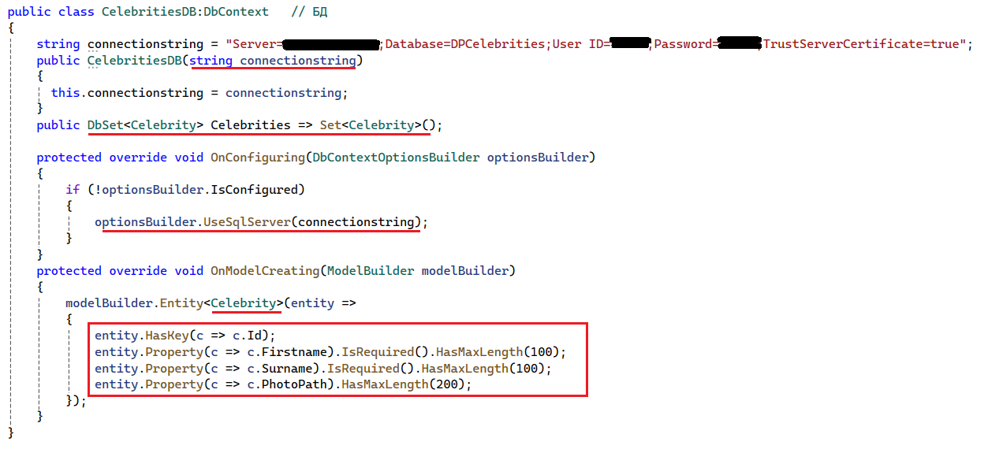 public class CelebritiesDB:DbContext   // БД
{
    string connectionstring = "Server=;Database=DPCelebrities;User ID=;Password=;TrustServerCertificate=true";
    public CelebritiesDB(string connectionstring)
    {
      this.connectionstring = connectionstring;
    }
    public DbSet<Celebrity> Celebrities => Set<Celebrity>();

    protected override void OnConfiguring(DbContextOptionsBuilder optionsBuilder)
    {
        if (!optionsBuilder.IsConfigured)
        {
            optionsBuilder.UseSqlServer(connectionstring);
        }
    }
    protected override void OnModelCreating(ModelBuilder modelBuilder)
    {
        modelBuilder.Entity<Celebrity>(entity =>
        {
            entity.HasKey(c => c.Id);
            entity.Property(c => c.Firstname).IsRequired().HasMaxLength(100);
            entity.Property(c => c.Surname).IsRequired().HasMaxLength(100);
            entity.Property(c => c.PhotoPath).HasMaxLength(200);
        });
    }
}